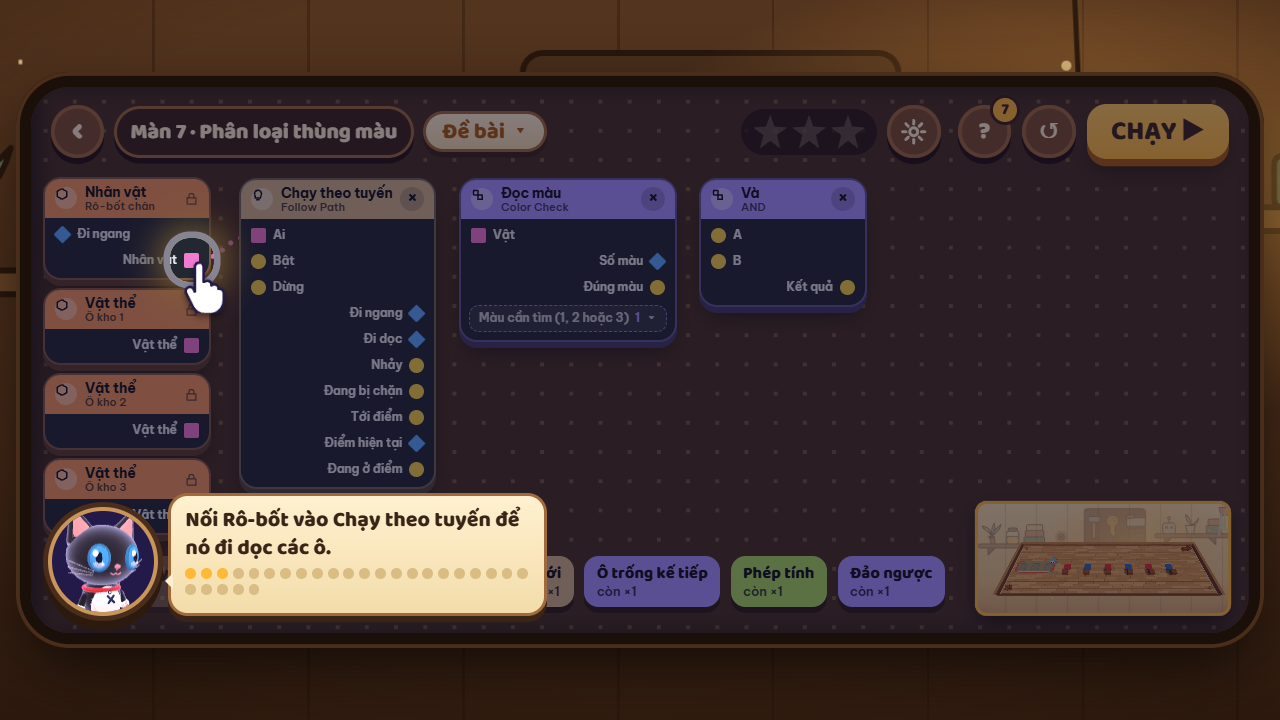 Màn 7 • Phân loại thùng màu
Đề bài
7
?
CHẠY
Nhân vật
Rô-bốt chân
Đi ngang
Nhân vật
Vật thể
Ô kho 1
Vật thể
Vật thể
Ô kho 2
Vật thể
Vật thể
Ô kho 3
Chạy theo tuyến
Follow Path
Ai
Bật
Dừng
Đi ngang
Đi dọc
Nhảy
Đang bị chặn
Tới điểm
Điểm hiện tại
Đang ở điểm
Đọc màu
Color Check
Vật
Số màu
Đúng màu
Màu cần tìm (1, 2 hoặc 3) 1
Và
AND
A
B
Kết quả
Nối Rô-bốt vào Chạy theo tuyến để
nó đi dọc các ô.
×1
Ô trống kế tiếp
còn ×1
Phép tính
còn ×1
Đảo ngược
còn ×1